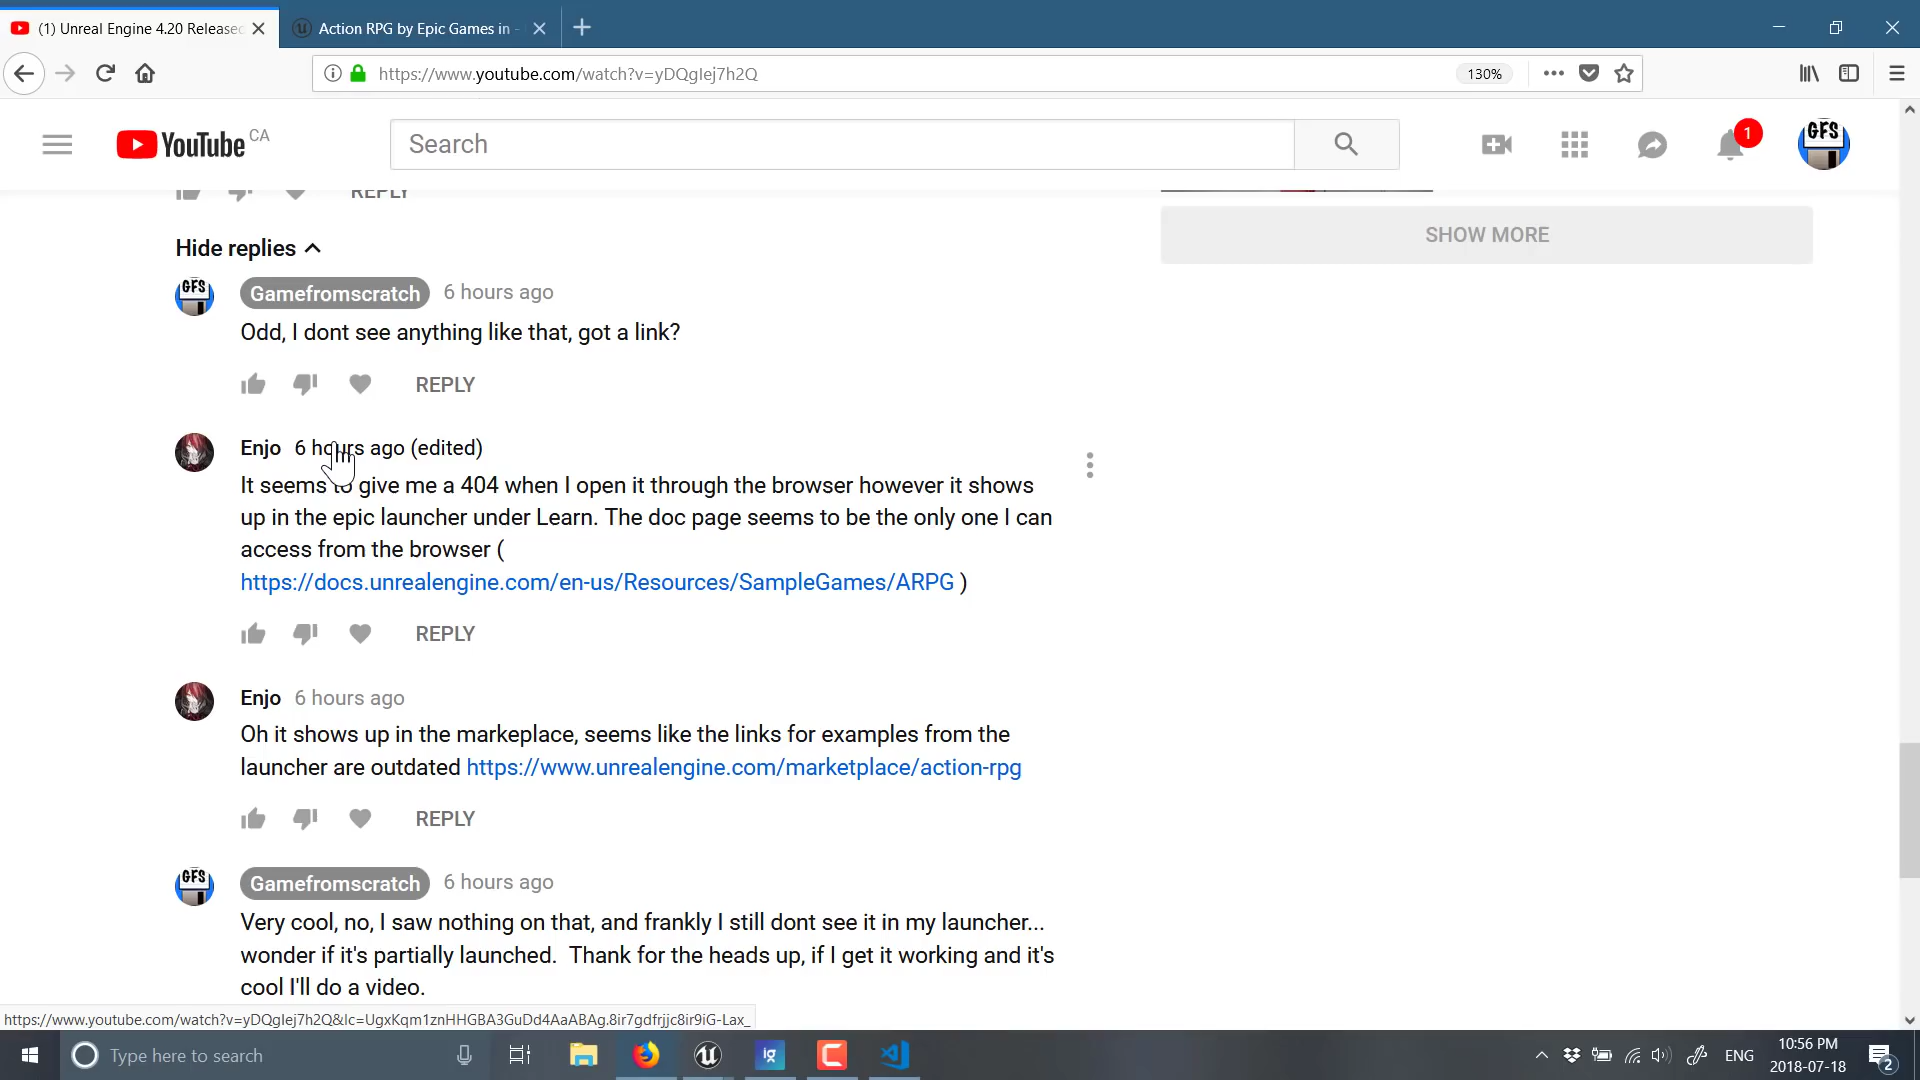 (1) Unreal Engine 4.20 Released
Action RPG by Epic Games in -
https://www.youtube.com/watch?v=yDQgIej7h2Q
130%
YouTube CA
Search
1
GFS
REPLY
Hide replies
SHOW MORE
GFS
Gamefromscratch 6 hours ago
Odd, I dont see anything like that, got a link?
REPLY
Enjo 6 hours ago (edited)
It seems to give me a 404 when I open it through the browser however it shows
up in the epic launcher under Learn. The doc page seems to be the only one I can
access from the browser (
https://docs.unrealengine.com/en-us/Resources/SampleGames/ARPG )
REPLY
Enjo 6 hours ago
Oh it shows up in the markeplace, seems like the links for examples from the
launcher are outdated https://www.unrealengine.com/marketplace/action-rpg
REPLY
GFS
Gamefromscratch 6 hours ago
Very cool, no, I saw nothing on that, and frankly I still dont see it in my launcher...
wonder if it's partially launched.  Thank for the heads up, if I get it working and it's
cool I'll do a video.
https://www.youtube.com/watch?v=yDQgIej7h2Q&lc=UgxKqm1znHHGBA3GuDd4AaABAg.8ir7gdfrjjc8ir9iG-Lax_
Type here to search
ig
ENG
10:56 PM
2018-07-18
2